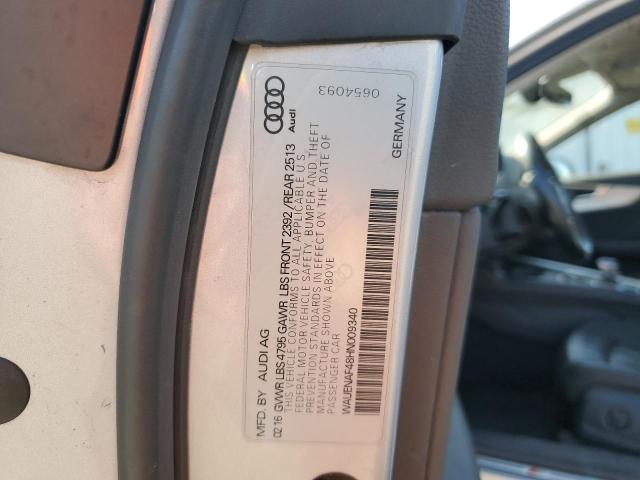 Audi
0654093
MFD. BY AUDI AG
GERMANY
02.16 GVWR LBS 4795 GAWR LBS FRONT 2392 / REAR 2513
THIS VEHICLE CONFORMS TO ALL APPLICABLE U.S.
FEDERAL MOTOR VEHICLE SAFETY, BUMPER AND THEFT
PREVENTION STANDARDS IN EFFECT ON THE DATE OF
MANUFACTURE SHOWN ABOVE
PASSENGER CAR
WAUENAF48HN009340